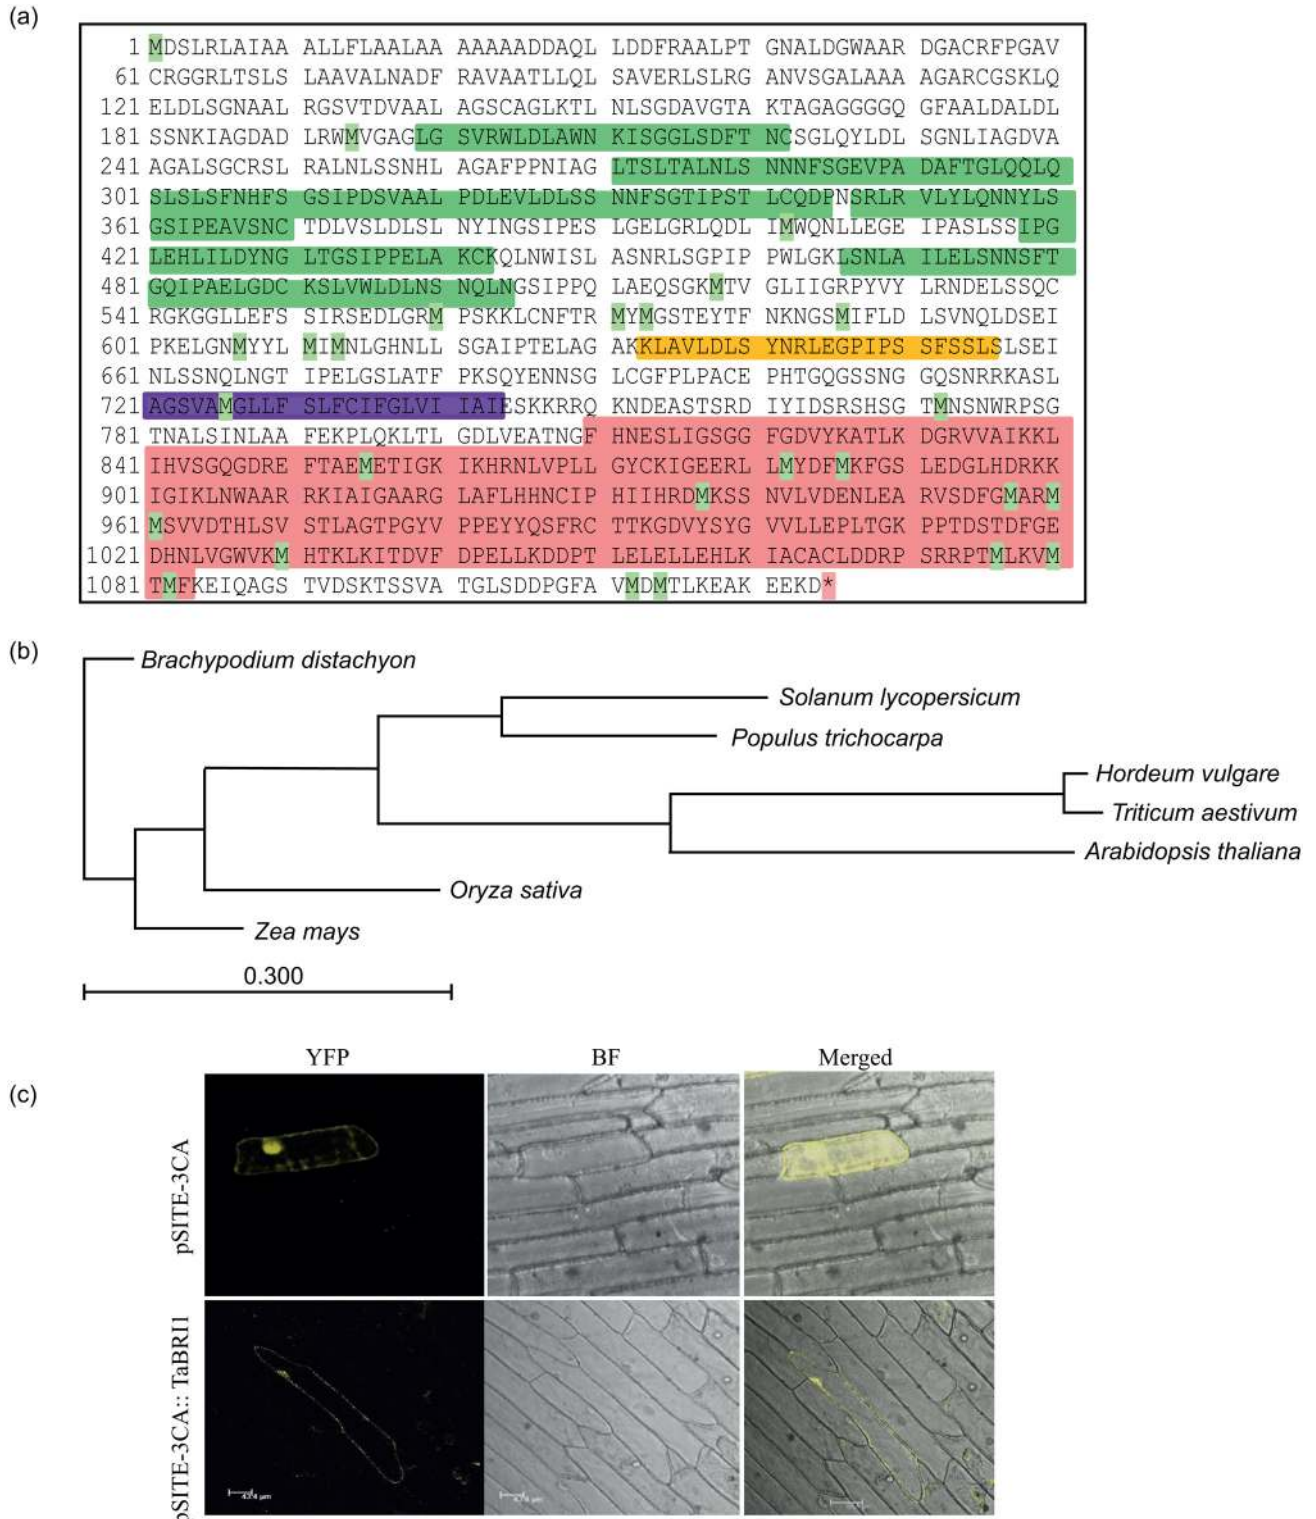 (a)
1 MDSLRLAIAA ALLFLAALAA AAAAADDAQL LDDFRAALPT GNALDGWAAR DGACRFPGAV
61 CRGGRLTSLS LAAVALNADF RAVAATLLQL SAVERLSLRG ANVSGALAAA AGARCGSKLQ
121 ELDLSGNAAL RGSVTDVAAL AGSCAGLKTL NLSGDAVGTA KTAGAGGGGQ GFAALDALDL
181 SSNKIAGDAD LRWMVGAGLG SVRWLDLAWN KISGGLSDFT NCSGLQYLDL SGNLIAGDVA
241 AGALSGCRSL RALNLSSNHL AGAFPPNIAG LTSLTALNLS NNNFSGEVPA DAFTGLQQLQ
301 SLSLSFNHFS GSIPDSVAAL PDLEVLDLSS NNFSGTIPST LCQDPNSRLR VLYLQNNYLS
361 GSIPEAVSNC TDLVSLDLSL NYINGSIPES LGELGRLQDL IMWQNLLEGE IPASLSSIPG
421 LEHLILDYNG LTGSIPPELA KCKQLNWISL ASNRLSGPIP PWLGKLSNLA ILELSNNSFT
481 GQIPAELGDC KSLVWLDLNS NQLNGSIPPQ LAEQSGKMTV GLIIGRPYVY LRNDELSSQC
541 RGKGGLLEFS SIRSEDLGRM PSKKLCNFTR MYMGSTEYTF NKNGSMIFLD LSVNQLDSEI
601 PKELGNMYYL MIMNLGHNLL SGAIPTELAG AKKLAVLDLS YNRLEGPIPS SFSSLSLSEI
661 NLSSNQLNGT IPELGSLATF PKSQYENNSG LCGFPLPACE PHTGQGSSNG GQSNRRKASL
721 AGSVAMGLLF SLFCIFGLVI IAIESKKRRQ KNDEASTSRD IYIDSRSHSG TMNSNWRPSG
781 TNALSINLAA FEKPLQKLTL GDLVEATNGF HNESLIGSGG FGDVYKATLK DGRVVAIKKL
841 IHVSGQGDRE FTAEMETIGK IKHRNLVPLL GYCKIGEERL LMYDFMKFGS LEDGLHDRKK
901 IGIKLNWAAR RKIAIGAARG LAFLHHNCIP HIIHRDMKSS NVLVDENLEA RVSDFGMARM
961 MSVVDTHLSV STLAGTPGYV PPEYYQSFRC TTKGDVYSYG VVLLEPLTGK PPTDSTDFGE
1021 DHNLVGWVKM HTKLKITDVF DPELLKDDPT LELELLEHLK IACACLDDRP SRRPTMLKVM
1081 TMFKEIQAGS TVDSKTSSVA TGLSDDPGFA VMDMTLKEAK EEKD*
(b)
Brachypodium distachyon
Solanum lycopersicum
Populus trichocarpa
Hordeum vulgare
Triticum aestivum
Arabidopsis thaliana
Oryza sativa
Zea mays
0.300
(c)
YFP BF Merged
pSITE-3CA
pSITE-3CA:: TaBRI1
43.4 µm